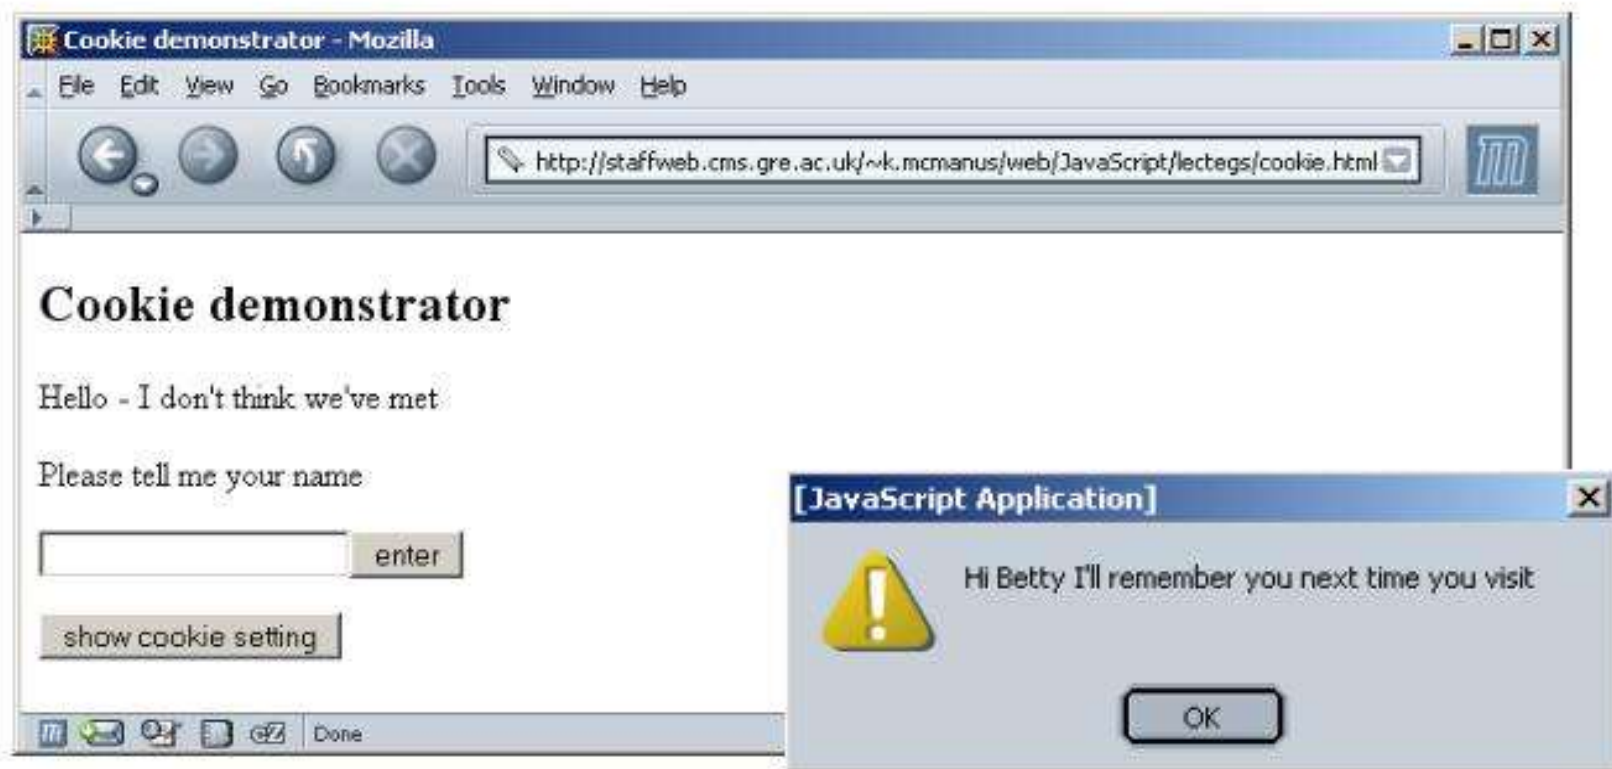 Cookie demonstrator - Mozilla
File Edit View Go Bookmarks Tools Window Help
http://staffweb.cms.gre.ac.uk/~k.mcmanus/web/JavaScript/lectegs/cookie.html
Cookie demonstrator
Hello - I don't think we've met
Please tell me your name
enter
show cookie setting
Done
[JavaScript Application]
Hi Betty I'll remember you next time you visit
OK